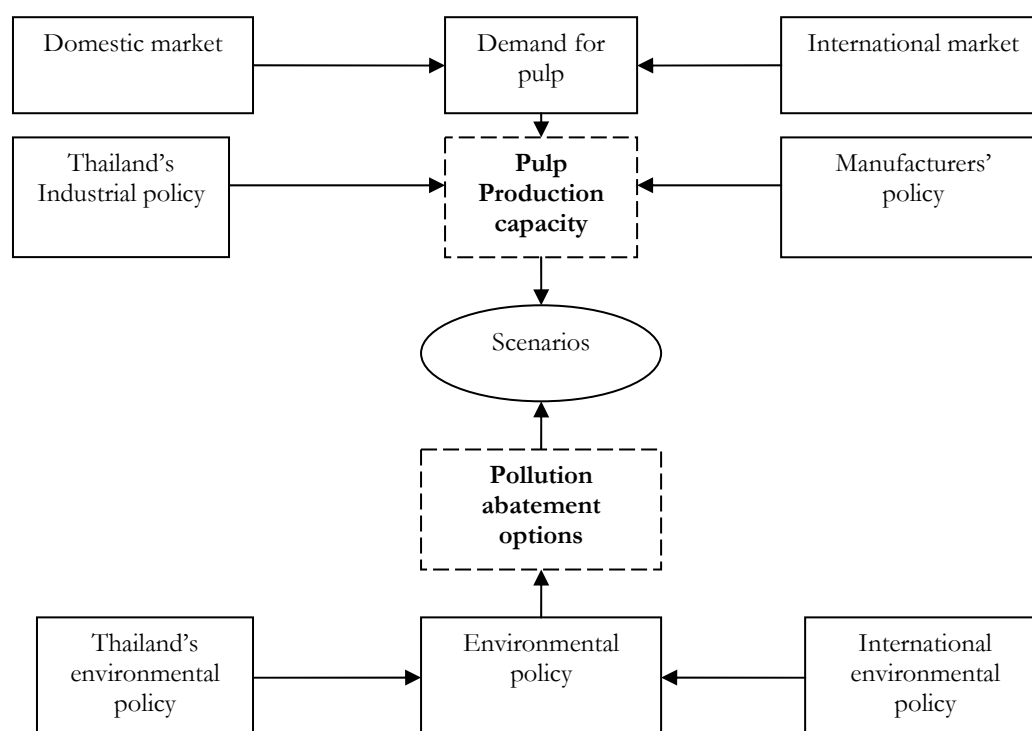 Domestic market
Demand for
pulp
International market
Thailand’s
Industrial policy
Pulp
Production
capacity
Manufacturers’
policy
Scenarios
Pollution
abatement
options
Thailand’s
environmental
policy
Environmental
policy
International
environmental
policy